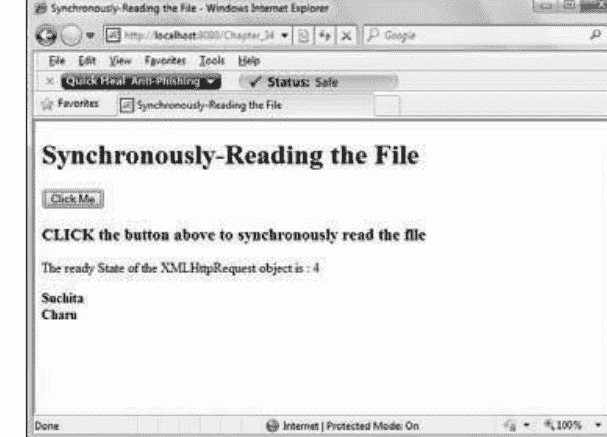 Synchronously-Reading the File - Windows Internet Explorer
http://localhost:8080/Chapter_34
Google
File Edit View Favorites Tools Help
Quick Heal Anti-Phishing Status: Safe
Favorites Synchronously-Reading the File
Synchronously-Reading the File
Click Me
CLICK the button above to synchronously read the file
The ready State of the XMLHttpRequest object is : 4
Suchita
Charu
Done Internet | Protected Mode: On 100%